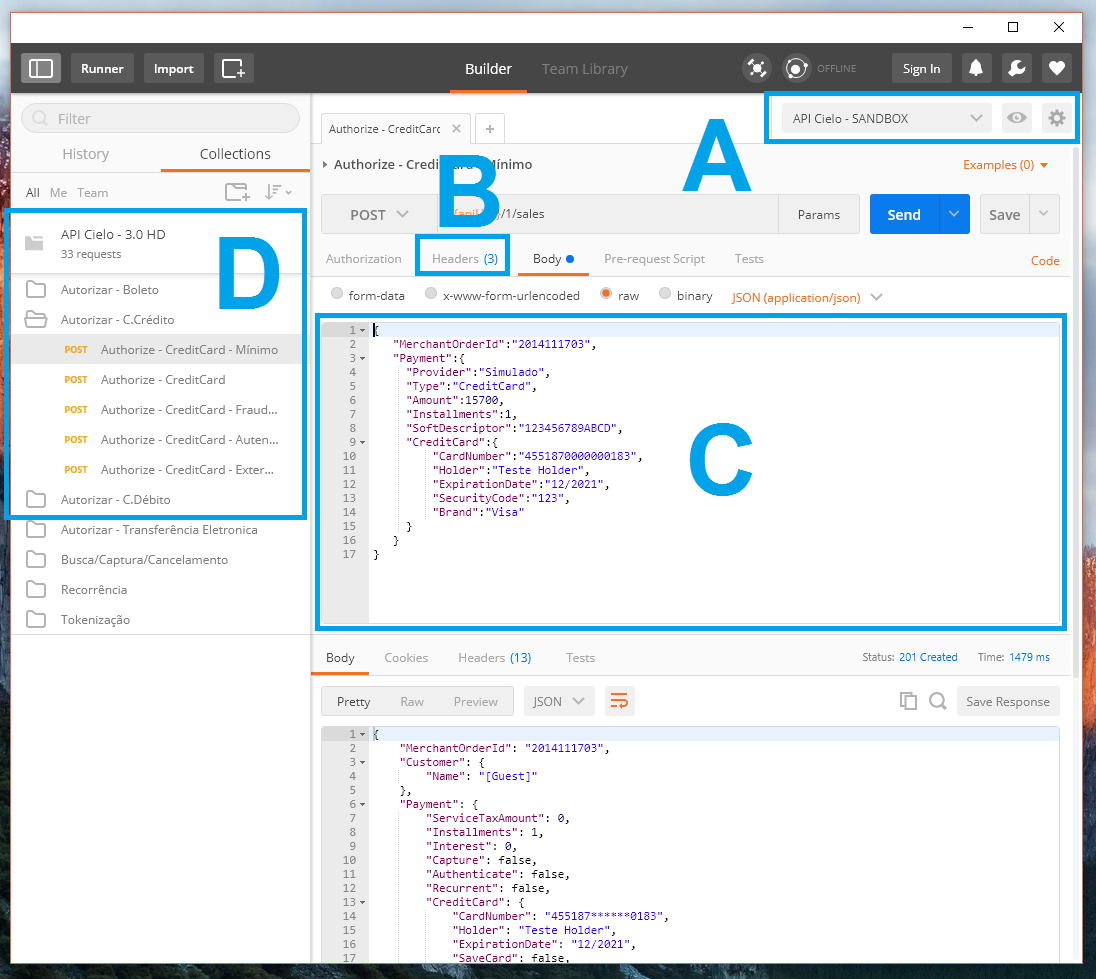 Runner
Import
Builder
Team Library
OFFLINE
Sign In
Filter
History
Collections
All Me Team
API Cielo - 3.0 HD
33 requests
D
Autorizar - Boleto
Autorizar - C.Crédito
POST Authorize - CreditCard - Mínimo
POST Authorize - CreditCard
POST Authorize - CreditCard - Fraud...
POST Authorize - CreditCard - Auten...
POST Authorize - CreditCard - Exter...
Autorizar - C.Débito
Autorizar - Transferência Eletronica
Busca/Captura/Cancelamento
Recorrência
Tokenização
Authorize - CreditCard
+
API Cielo - SANDBOX
A
B
Authorize - CreditCard - Mínimo
Examples (0)
POST
/1/sales
Params
Send
Save
Authorization
Headers (3)
Body
Pre-request Script
Tests
Code
form-data
x-www-form-urlencoded
raw
binary
JSON (application/json)
1 {
2 "MerchantOrderId":"2014111703",
3 "Payment":{
4 "Provider":"Simulado",
5 "Type":"CreditCard",
6 "Amount":15700,
7 "Installments":1,
8 "SoftDescriptor":"123456789ABCD",
9 "CreditCard":{
10 "CardNumber":"4551870000000183",
11 "Holder":"Teste Holder",
12 "ExpirationDate":"12/2021",
13 "SecurityCode":"123",
14 "Brand":"Visa"
15 }
16 }
17 }
C
Body
Cookies
Headers (13)
Tests
Status: 201 Created
Time: 1479 ms
Pretty
Raw
Preview
JSON
Save Response
1 {
2 "MerchantOrderId": "2014111703",
3 "Customer": {
4 "Name": "[Guest]"
5 },
6 "Payment": {
7 "ServiceTaxAmount": 0,
8 "Installments": 1,
9 "Interest": 0,
10 "Capture": false,
11 "Authenticate": false,
12 "Recurrent": false,
13 "CreditCard": {
14 "CardNumber": "455187******0183",
15 "Holder": "Teste Holder",
16 "ExpirationDate": "12/2021",
17 "SaveCard": false,